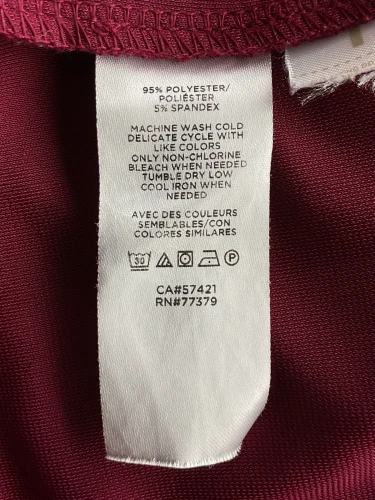 95% POLYESTER/
POLIÉSTER
5% SPANDEX
MACHINE WASH COLD
DELICATE CYCLE WITH
LIKE COLORS
ONLY NON-CHLORINE
BLEACH WHEN NEEDED
TUMBLE DRY LOW
COOL IRON WHEN
NEEDED
AVEC DES COULEURS
SEMBLABLES/CON
COLORES SIMILARES
30 P
CA#57421
RN#77379